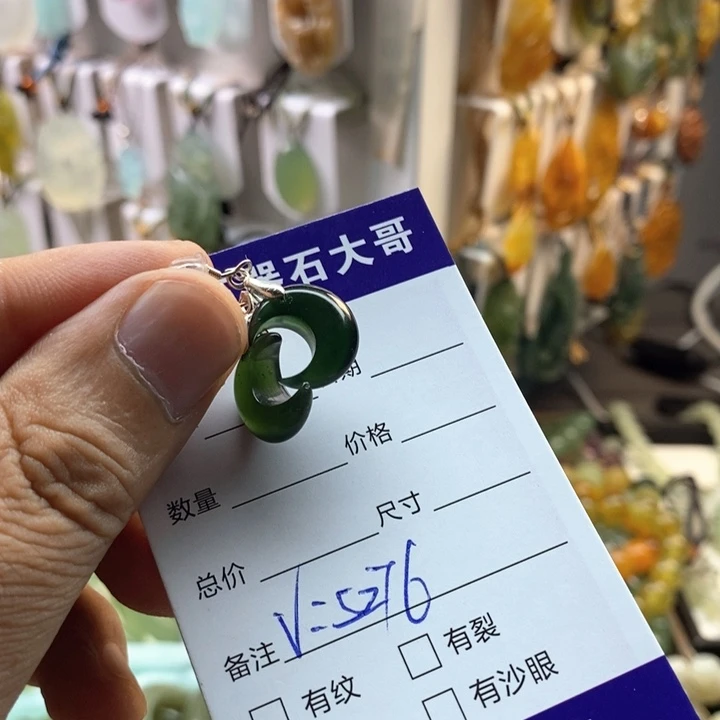 石大哥
期
价格
数量
尺寸
总价
V=5276
备注
有裂
有纹
有沙眼